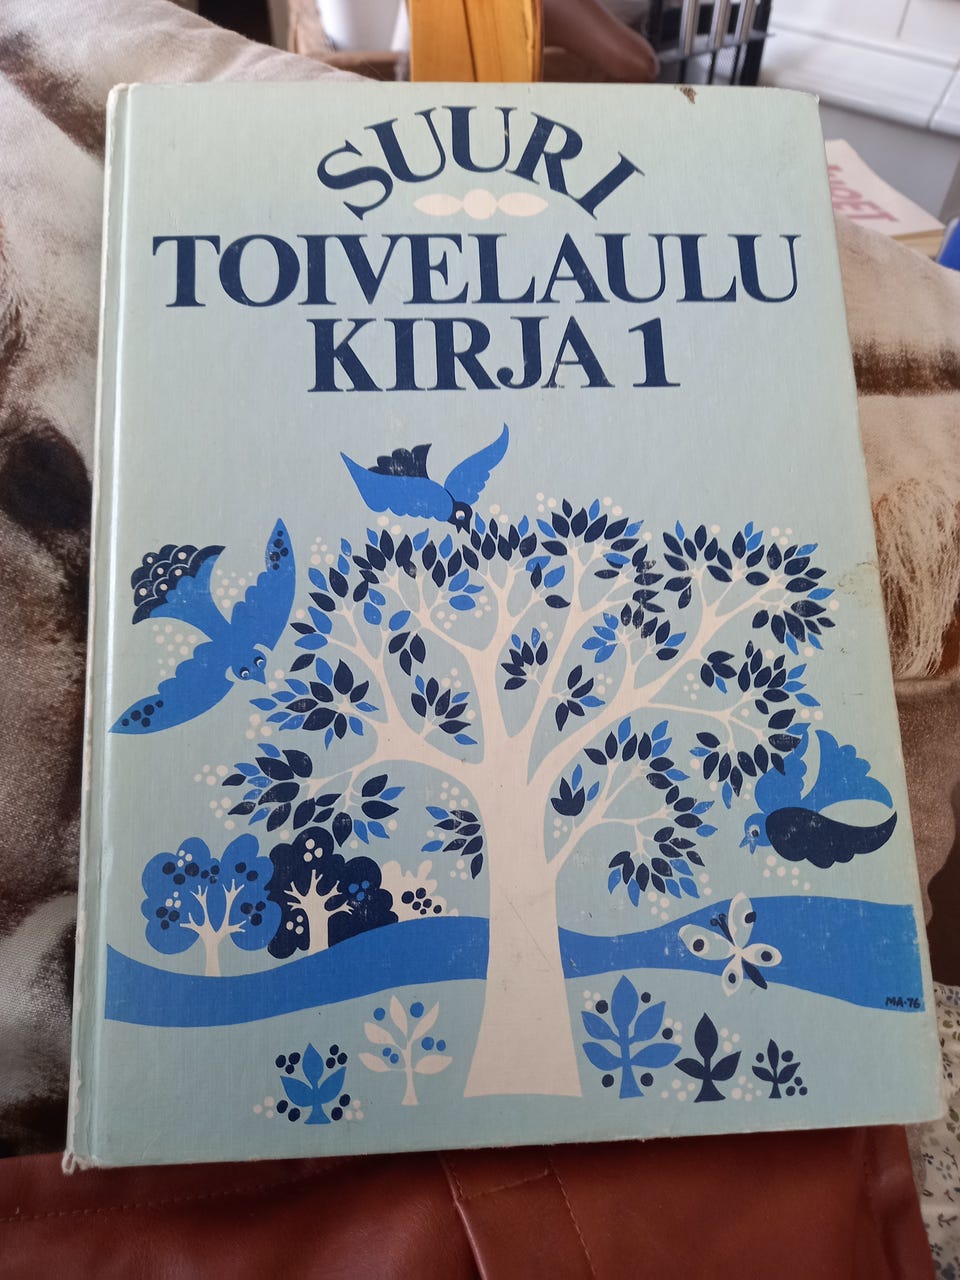 SUURI
TOIVELAULU
KIRJA 1
MA-76